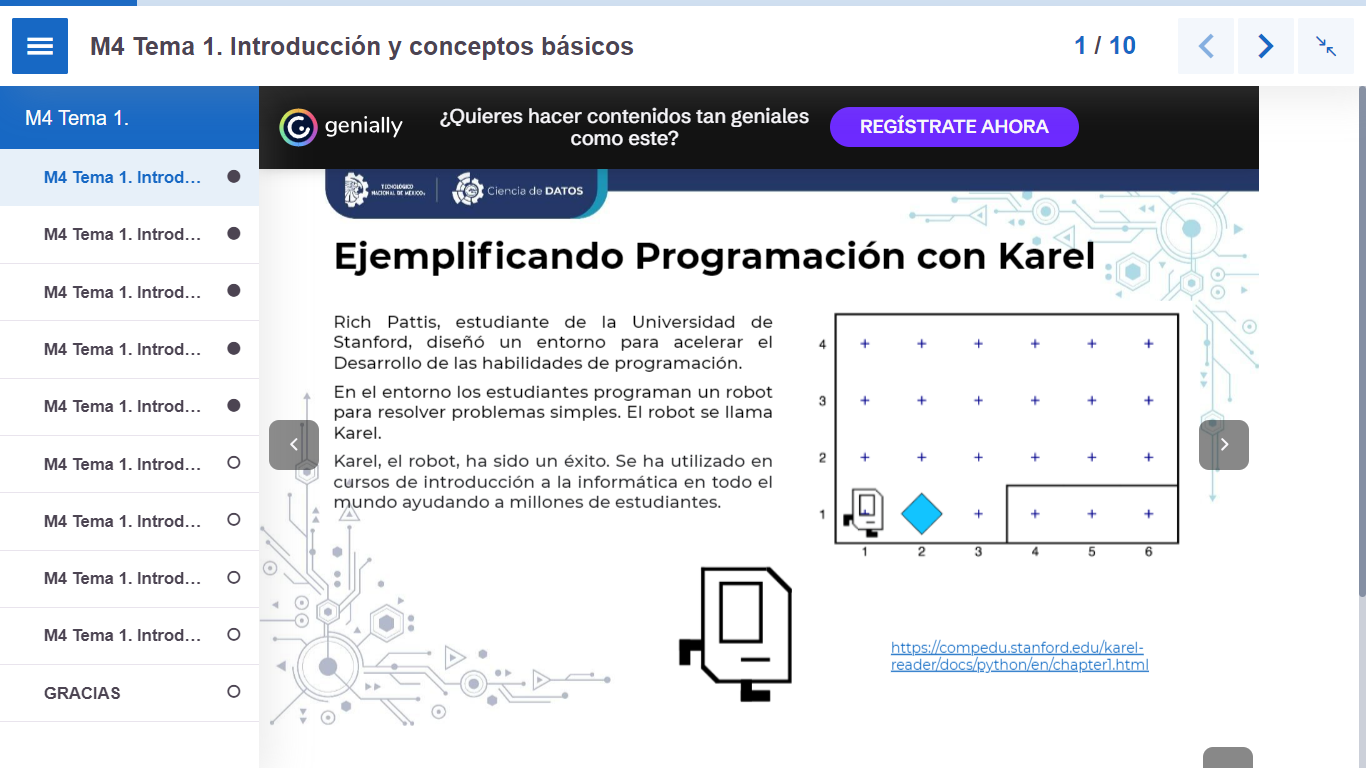 M4 Tema 1. Introducción y conceptos básicos
1 / 10
M4 Tema 1.
M4 Tema 1. Introd...
M4 Tema 1. Introd...
M4 Tema 1. Introd...
M4 Tema 1. Introd...
M4 Tema 1. Introd...
M4 Tema 1. Introd...
M4 Tema 1. Introd...
M4 Tema 1. Introd...
M4 Tema 1. Introd...
GRACIAS
genially
¿Quieres hacer contenidos tan geniales
como este?
REGÍSTRATE AHORA
TECNOLÓGICO
NACIONAL DE MÉXICO
Ciencia de DATOS
Ejemplificando Programación con Karel
Rich Pattis, estudiante de la Universidad de
Stanford, diseñó un entorno para acelerar el
Desarrollo de las habilidades de programación.
En el entorno los estudiantes programan un robot
para resolver problemas simples. El robot se llama
Karel.
Karel, el robot, ha sido un éxito. Se ha utilizado en
cursos de introducción a la informática en todo el
mundo ayudando a millones de estudiantes.
4
3
2
1
1 2 3 4 5 6
https://compedu.stanford.edu/karel-
reader/docs/python/en/chapter1.html